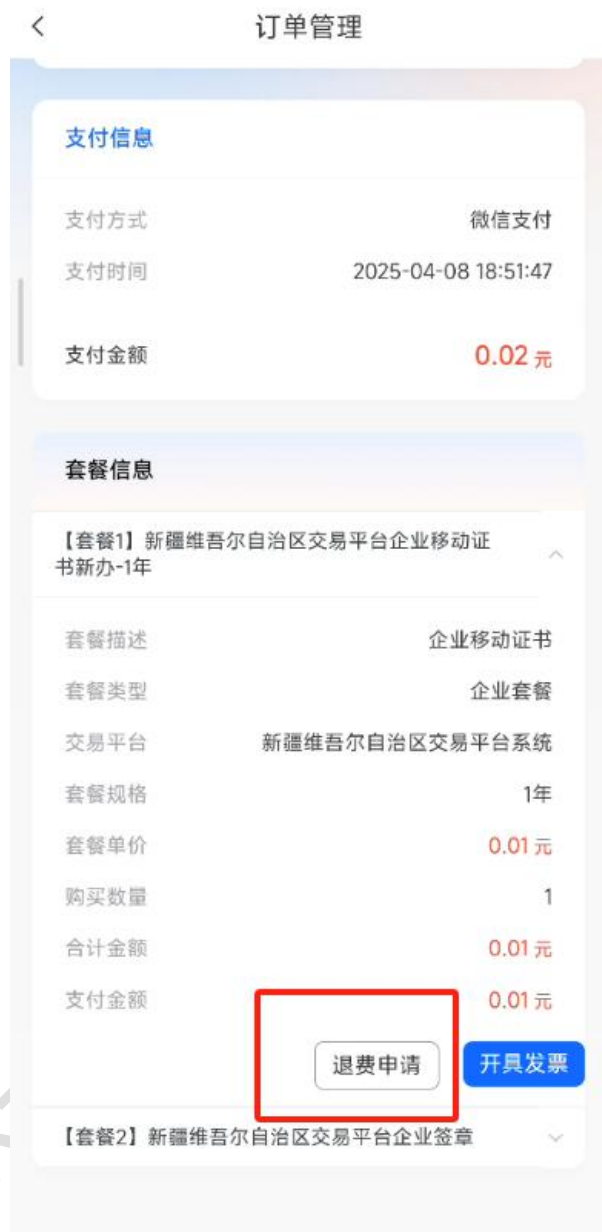 订单管理
支付信息
支付方式 微信支付
支付时间 2025-04-08 18:51:47
支付金额 0.02 元
套餐信息
【套餐1】新疆维吾尔自治区交易平台企业移动证
书新办-1年
套餐描述 企业移动证书
套餐类型 企业套餐
交易平台 新疆维吾尔自治区交易平台系统
套餐规格 1年
套餐单价 0.01 元
购买数量 1
合计金额 0.01 元
支付金额 0.01 元
退费申请 开具发票
【套餐2】新疆维吾尔自治区交易平台企业签章